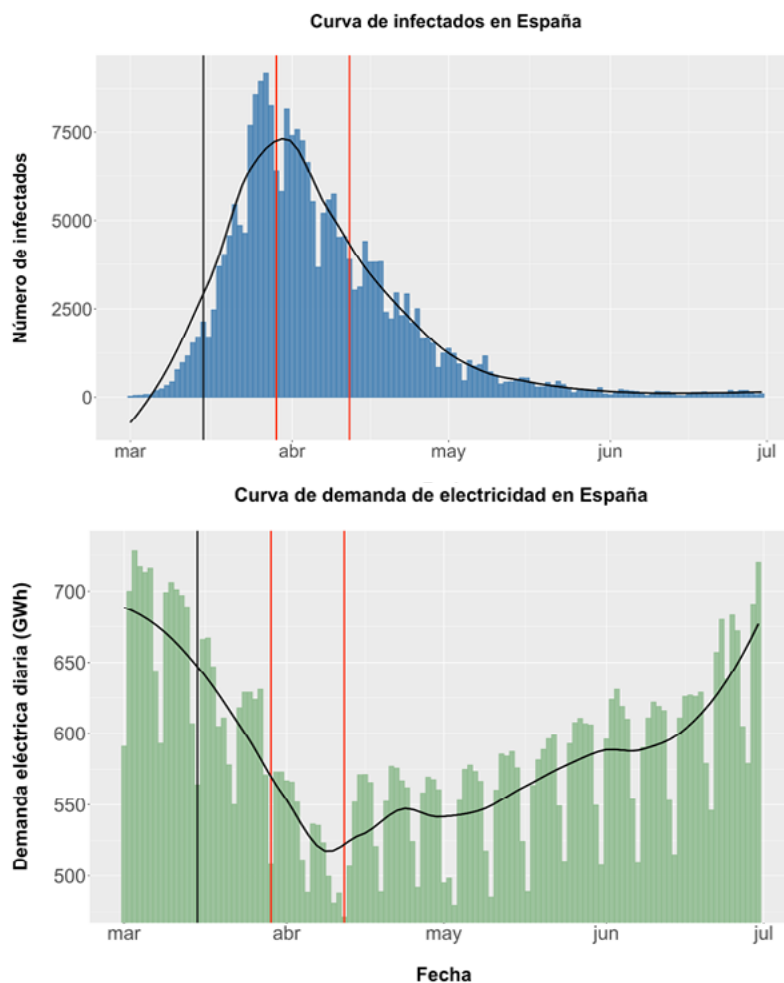 Curva de infectados en España
Número de infectados
7500
5000
2500
0
mar abr may jun jul
Curva de demanda de electricidad en España
Demanda eléctrica diaria (GWh)
700
650
600
550
500
mar abr may jun jul
Fecha